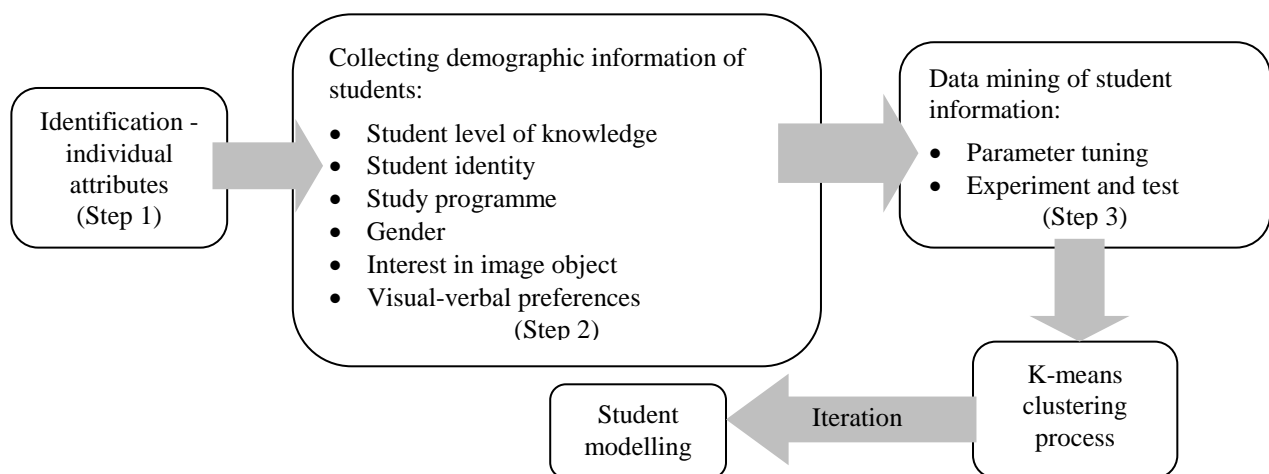 Identification -
individual
attributes
(Step 1)
Collecting demographic information of
students:
• Student level of knowledge
• Student identity
• Study programme
• Gender
• Interest in image object
• Visual-verbal preferences
(Step 2)
Data mining of student
information:
• Parameter tuning
• Experiment and test
(Step 3)
K-means
clustering
process
Iteration
Student
modelling